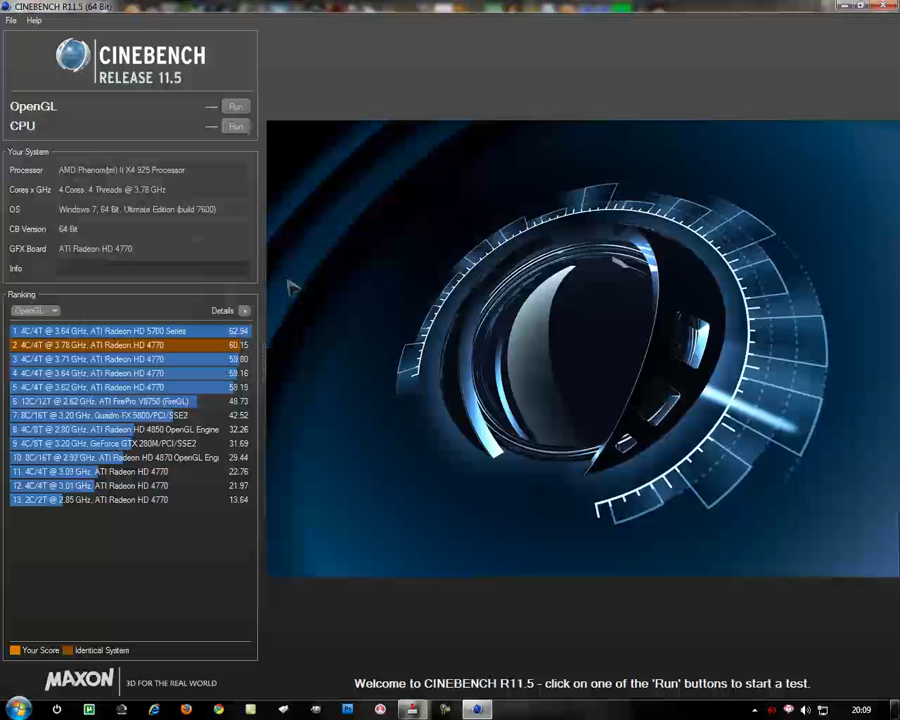 CINEBENCH R11.5 (64 Bit)
File Help
CINEBENCH
RELEASE 11.5
OpenGL — Run
CPU — Run
Your System
Processor AMD Phenom(tm) II X4 925 Processor
Cores x GHz 4 Cores, 4 Threads @ 3.78 GHz
OS Windows 7, 64 Bit, Ultimate Edition (build 7600)
CB Version 64 Bit
GFX Board ATI Radeon HD 4770
Info
Ranking
OpenGL Details
1 4C/4T @ 3.64 GHz, ATI Radeon HD 5700 Series 62.94
2 4C/4T @ 3.78 GHz, ATI Radeon HD 4770 60.15
3 4C/4T @ 3.71 GHz, ATI Radeon HD 4770 59.80
4 4C/4T @ 3.64 GHz, ATI Radeon HD 4770 59.16
5 4C/4T @ 3.62 GHz, ATI Radeon HD 4770 58.19
6 12C/12T @ 2.62 GHz, ATI FirePro V8750 (FireGL) 48.73
7 8C/16T @ 3.20 GHz, Quadro FX 5800/PCI/SSE2 42.52
8 4C/8T @ 2.80 GHz, ATI Radeon HD 4850 OpenGL Engine 32.26
9 4C/8T @ 3.20 GHz, GeForce GTX 280M/PCI/SSE2 31.69
10 8C/16T @ 2.92 GHz, ATI Radeon HD 4870 OpenGL Engi 29.44
11 4C/4T @ 3.03 GHz, ATI Radeon HD 4770 22.76
12 4C/4T @ 3.01 GHz, ATI Radeon HD 4770 21.97
13 2C/2T @ 2.85 GHz, ATI Radeon HD 4770 13.64
Your Score Identical System
MAXON 3D FOR THE REAL WORLD
Welcome to CINEBENCH R11.5 - click on one of the 'Run' buttons to start a test.
20:09